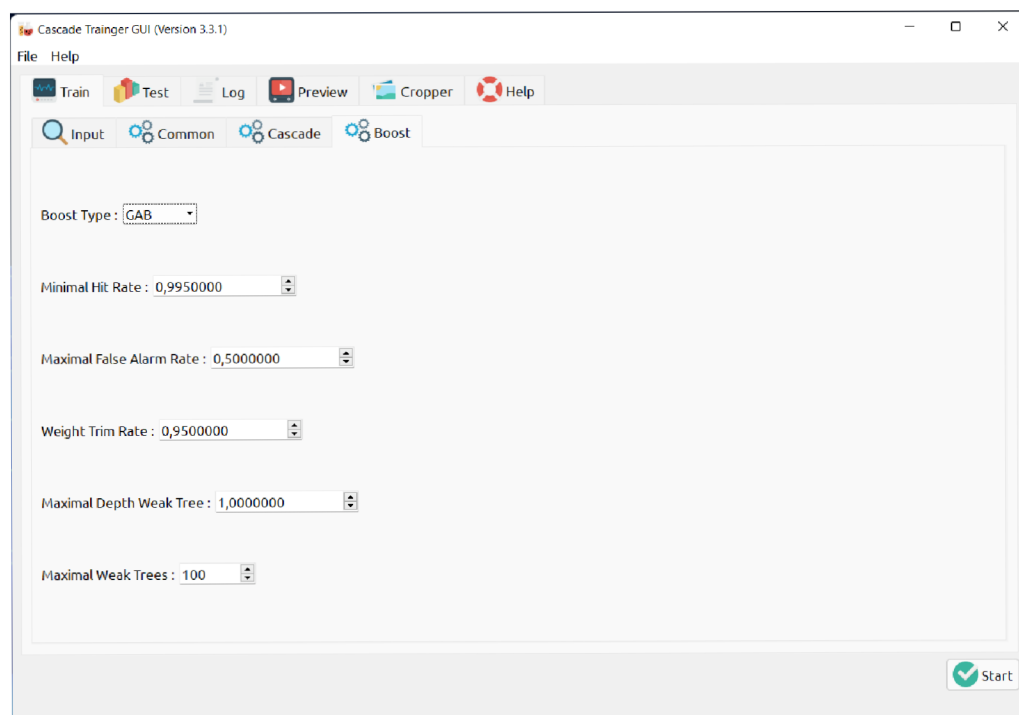 Cascade Trainger GUI (Version 3.3.1)
File Help
Train Test Log Preview Cropper Help
Input Common Cascade Boost
Boost Type : GAB
Minimal Hit Rate : 0,9950000
Maximal False Alarm Rate : 0,5000000
Weight Trim Rate : 0,9500000
Maximal Depth Weak Tree : 1,0000000
Maximal Weak Trees : 100
Start